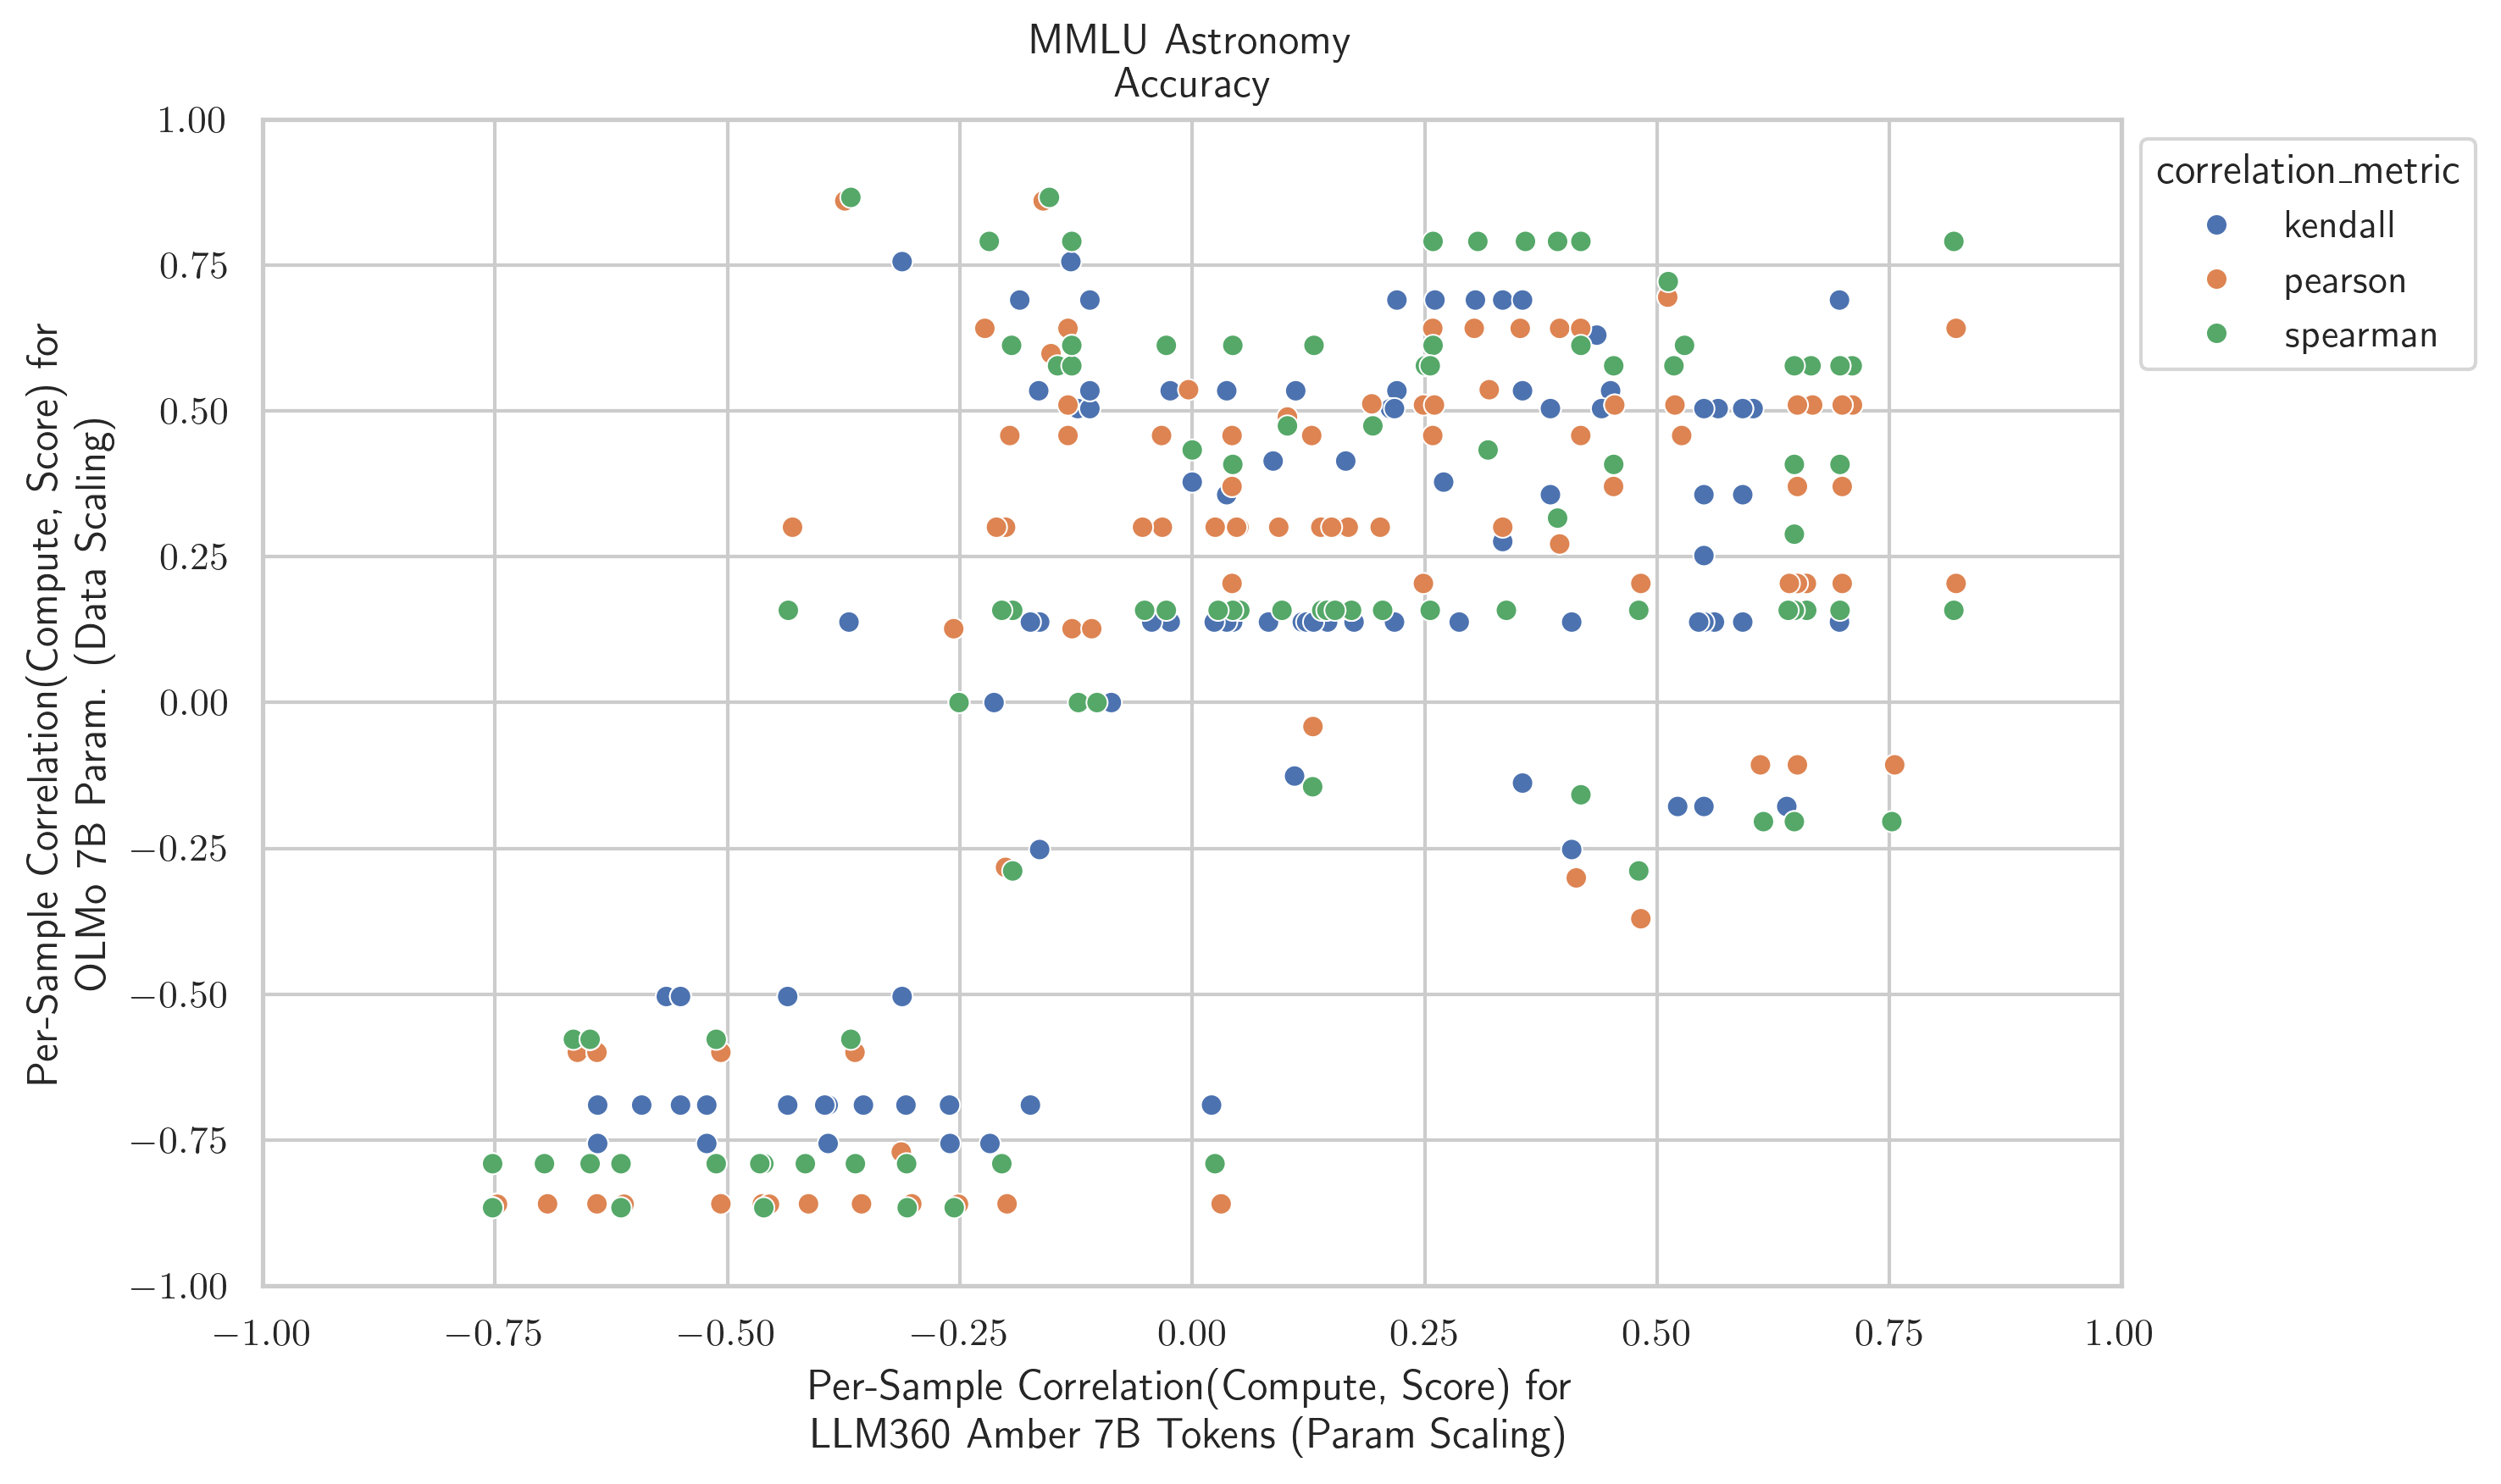 MMLU Astronomy
Accuracy
Per-Sample Correlation(Compute, Score) for
OLMo 7B Param. (Data Scaling)
1.00
0.75
0.50
0.25
0.00
−0.25
−0.50
−0.75
−1.00
−1.00 −0.75 −0.50 −0.25 0.00 0.25 0.50 0.75 1.00
Per-Sample Correlation(Compute, Score) for
LLM360 Amber 7B Tokens (Param Scaling)
correlation_metric
kendall
pearson
spearman